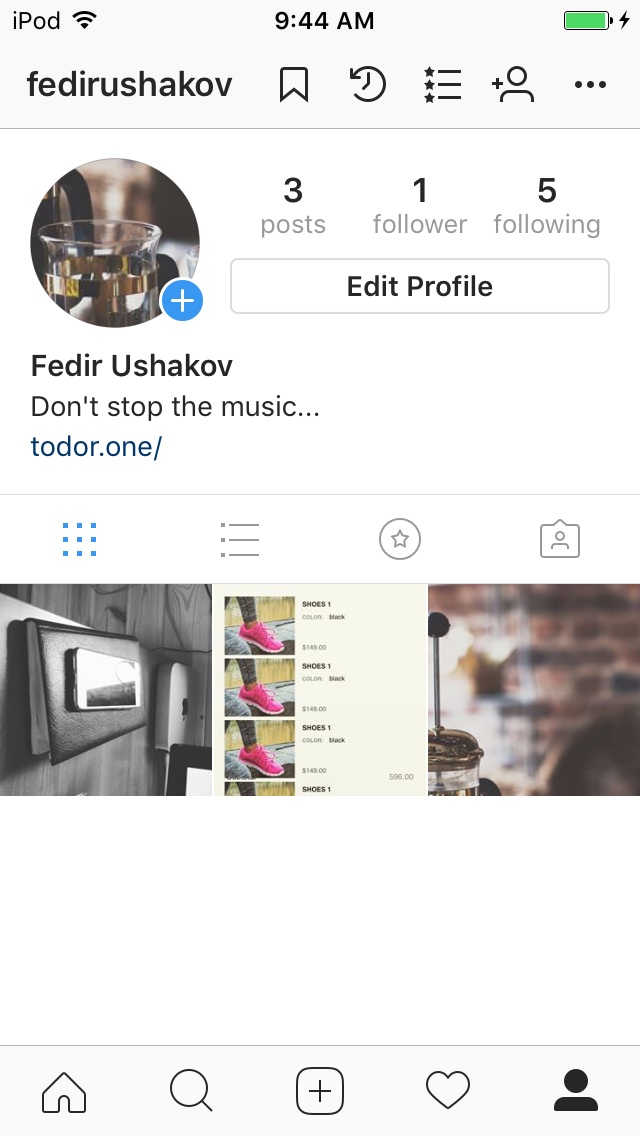 iPod 9:44 AM
fedirushakov
3 1 5
posts follower following
Edit Profile
Fedir Ushakov
Don't stop the music...
todor.one/
SHOES 1
COLOR: black
$149.00
SHOES 1
COLOR: black
$149.00
SHOES 1
COLOR: black
$149.00
596.00
SHOES 1